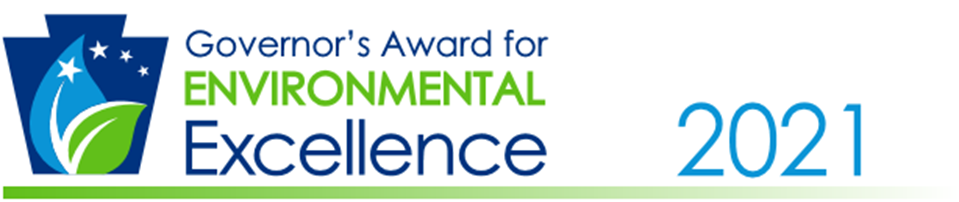 Governor's Award for
ENVIRONMENTAL
Excellence
2021